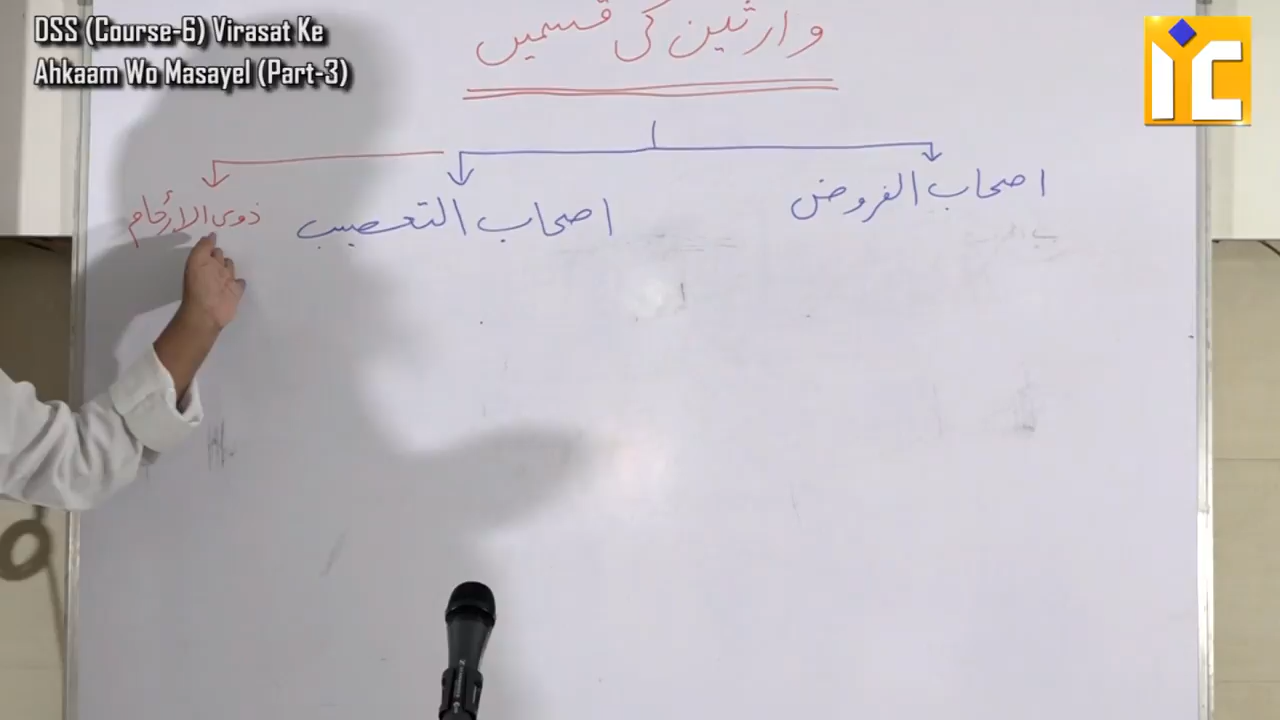 DSS (Course-6) Virasat Ke
Ahkaam Wo Masayel (Part-3)
YC
وارثین کی قسمیں
اصحاب الفروض
اصحاب التعصیب
ذوی الارحام